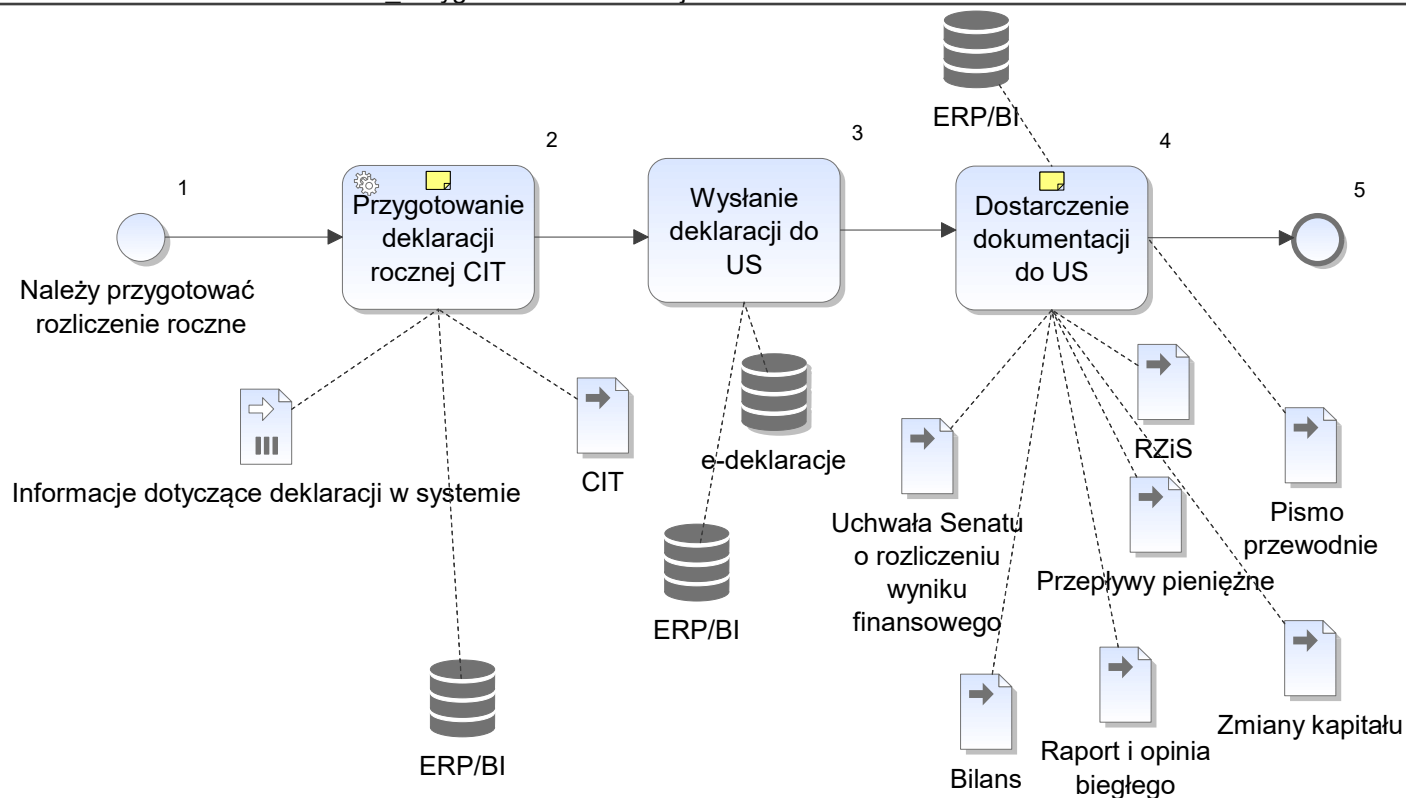 ERP/BI
1
2
3
4
5
Należy przygotować
rozliczenie roczne
Przygotowanie
deklaracji
rocznej CIT
Wysłanie
deklaracji do
US
Dostarczenie
dokumentacji
do US
Informacje dotyczące deklaracji w systemie
CIT
e-deklaracje
ERP/BI
ERP/BI
Uchwała Senatu
o rozliczeniu
wyniku
finansowego
RZiS
Przepływy pieniężne
Pismo
przewodnie
Bilans
Raport i opinia
biegłego
Zmiany kapitału